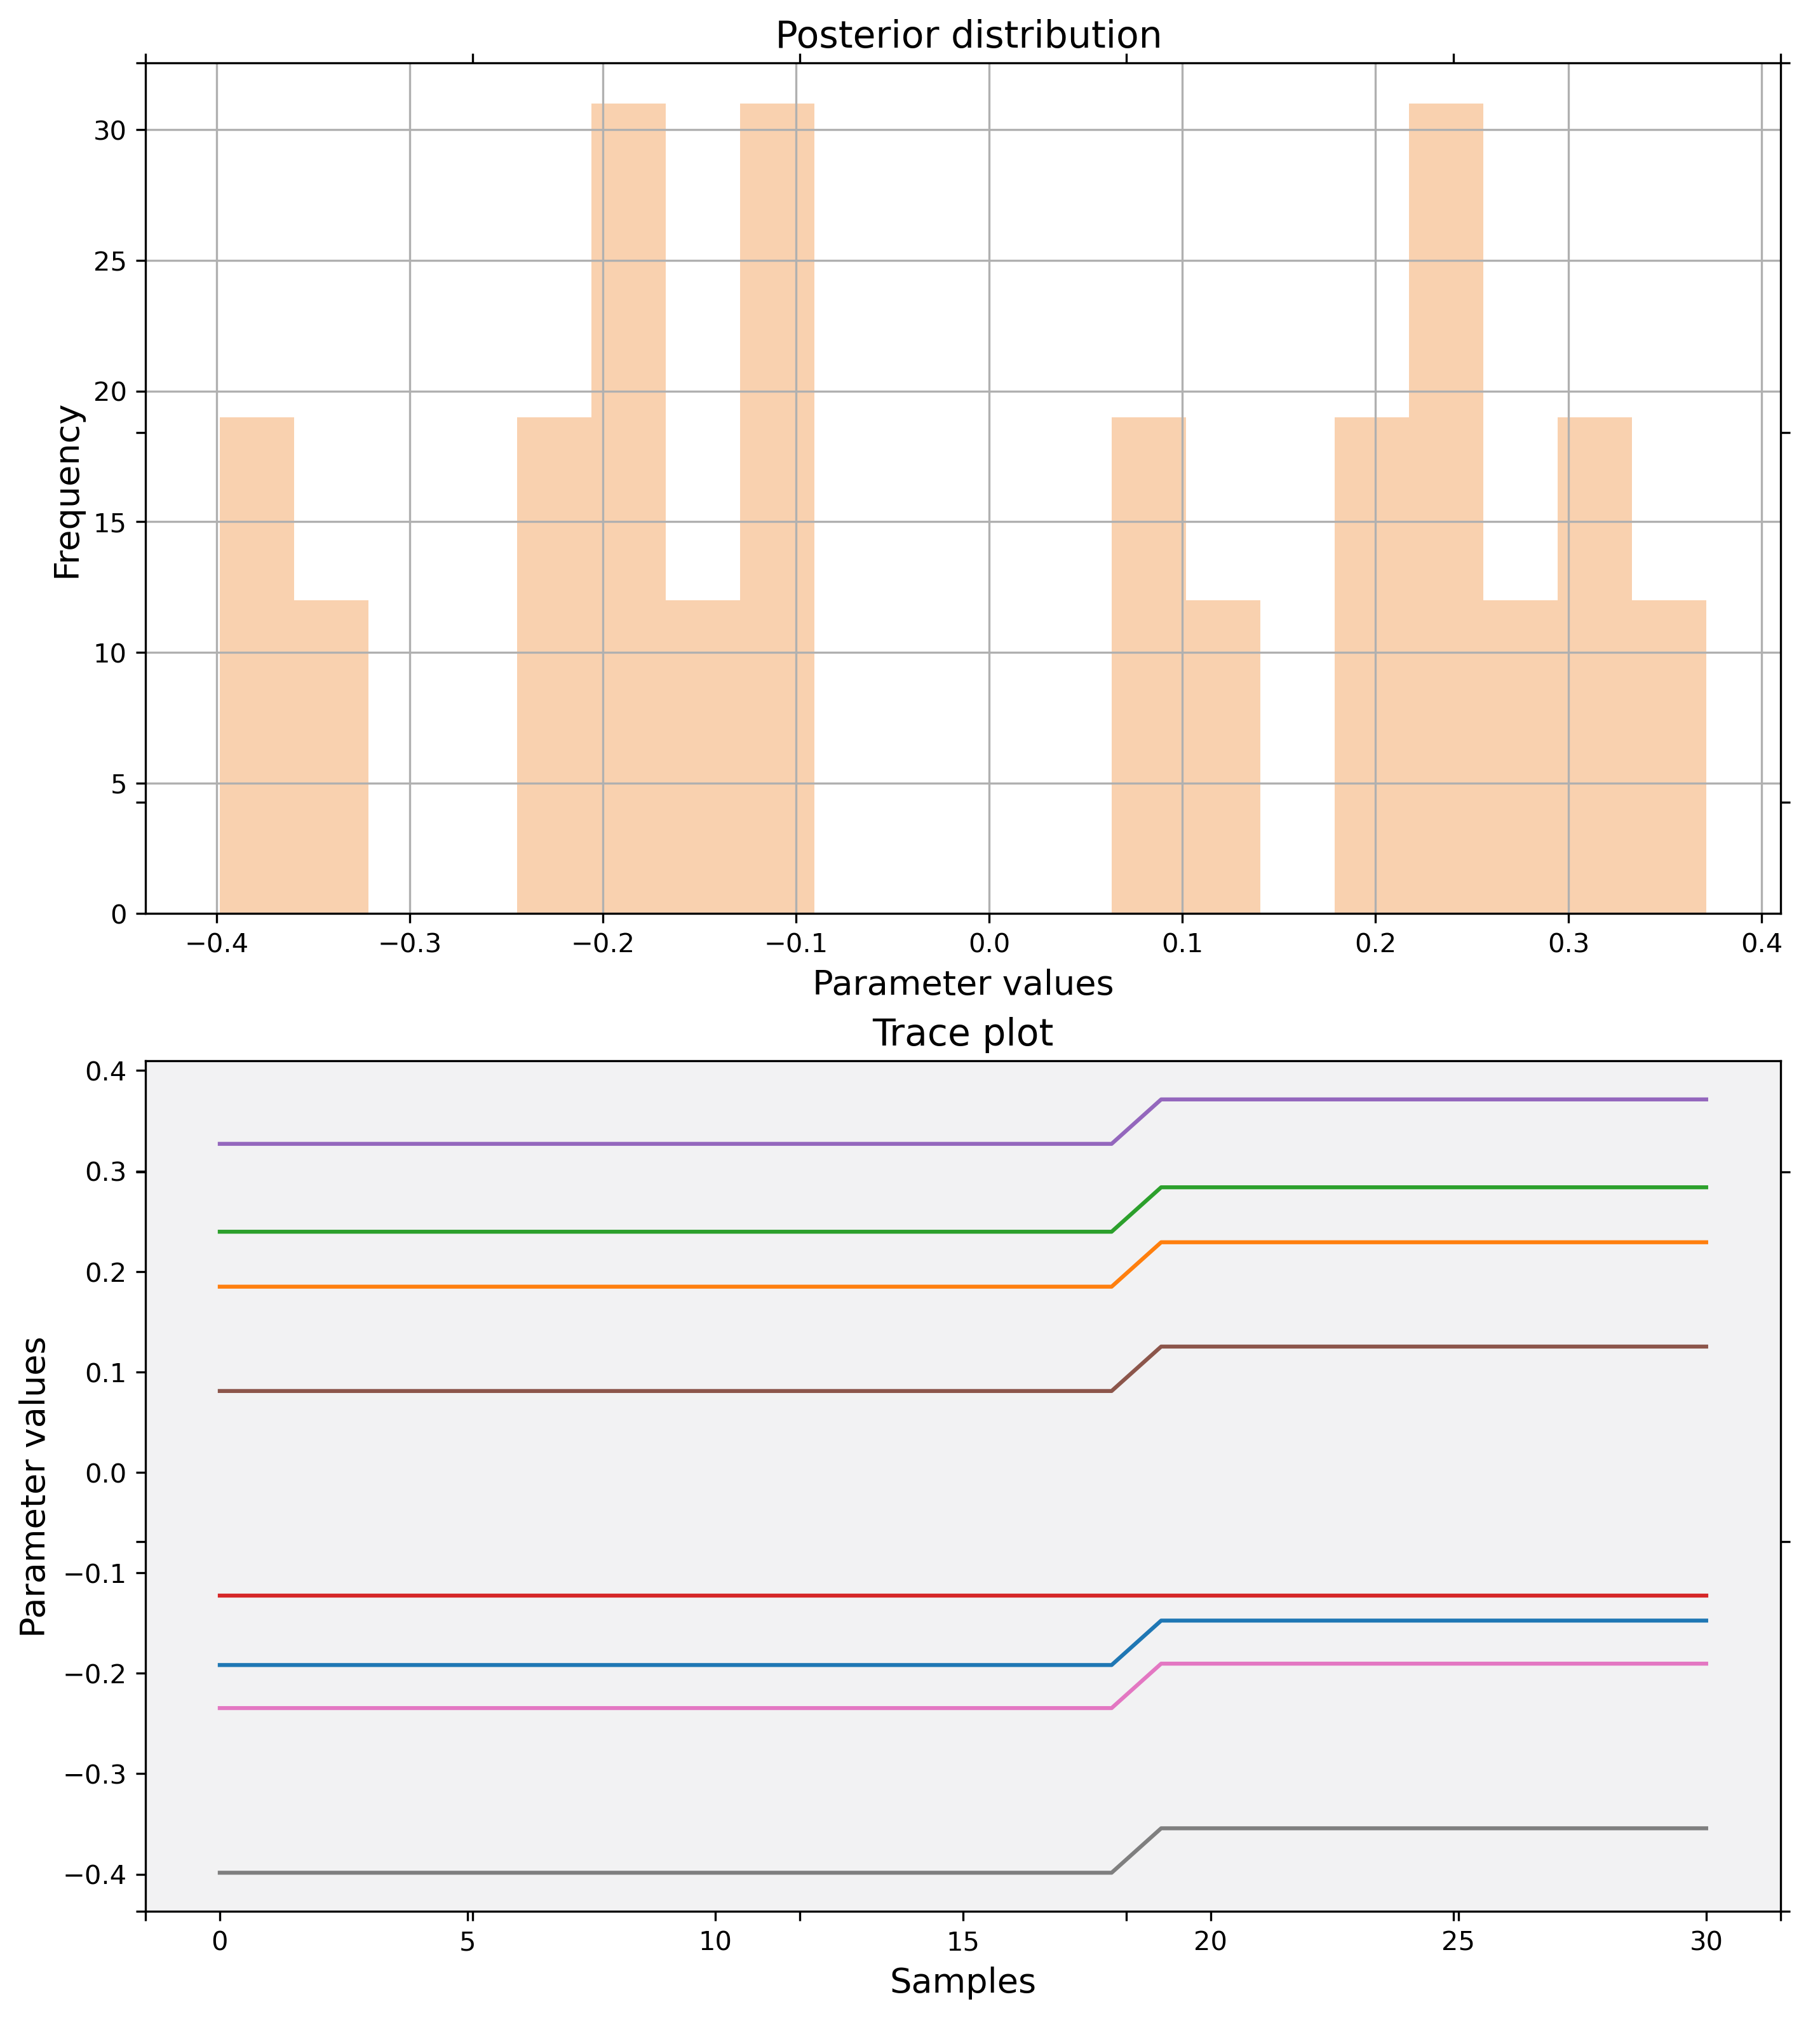 Posterior distribution
30
25
20
15
10
5
0
Frequency
−0.4 −0.3 −0.2 −0.1 0.0 0.1 0.2 0.3 0.4
Parameter values
Trace plot
0.4
0.3
0.2
0.1
0.0
−0.1
−0.2
−0.3
−0.4
Parameter values
0 5 10 15 20 25 30
Samples